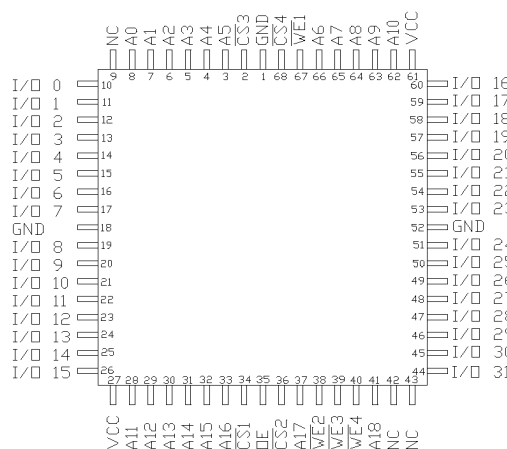 NC A0 A1 A2 A3 A4 A5 CS3 GND CS4 WE1 A6 A7 A8 A9 A10 VCC
9 8 7 6 5 4 3 2 1 68 67 66 65 64 63 62 61
I/O 0 10 60 I/O 16
I/O 1 11 59 I/O 17
I/O 2 12 58 I/O 18
I/O 3 13 57 I/O 19
I/O 4 14 56 I/O 20
I/O 5 15 55 I/O 21
I/O 6 16 54 I/O 22
I/O 7 17 53 I/O 23
GND 18 52 GND
I/O 8 19 51 I/O 24
I/O 9 20 50 I/O 25
I/O 10 21 49 I/O 26
I/O 11 22 48 I/O 27
I/O 12 23 47 I/O 28
I/O 13 24 46 I/O 29
I/O 14 25 45 I/O 30
I/O 15 26 44 I/O 31
27 28 29 30 31 32 33 34 35 36 37 38 39 40 41 42 43
VCC A11 A12 A13 A14 A15 A16 CS1 OE CS2 A17 WE2 WE3 WE4 A18 NC NC